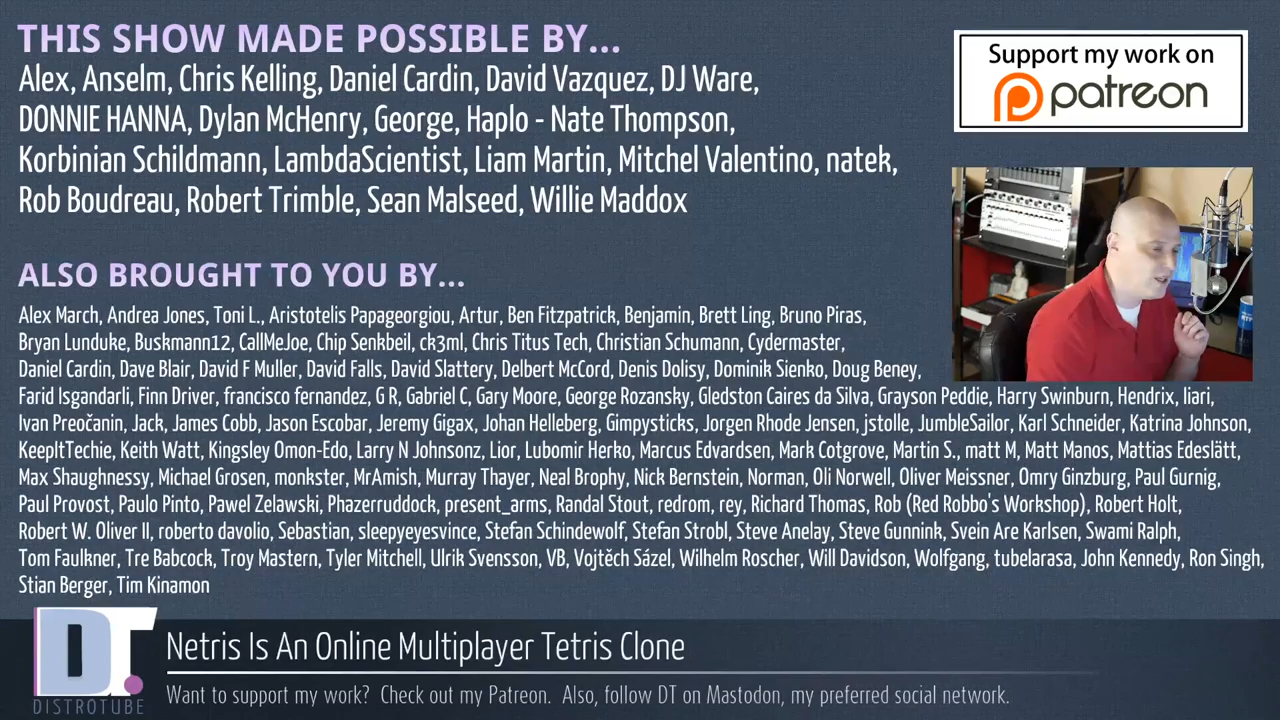 THIS SHOW MADE POSSIBLE BY...
Alex, Anselm, Chris Kelling, Daniel Cardin, David Vazquez, DJ Ware,
DONNIE HANNA, Dylan McHenry, George, Haplo - Nate Thompson,
Korbinian Schildmann, LambdaScientist, Liam Martin, Mitchel Valentino, natek,
Rob Boudreau, Robert Trimble, Sean Malseed, Willie Maddox
Support my work on
patreon
ALSO BROUGHT TO YOU BY...
Alex March, Andrea Jones, Toni L., Aristotelis Papageorgiou, Artur, Ben Fitzpatrick, Benjamin, Brett Ling, Bruno Piras,
Bryan Lunduke, Buskmann12, CallMeJoe, Chip Senkbeil, ck3ml, Chris Titus Tech, Christian Schumann, Cydermaster,
Daniel Cardin, Dave Blair, David F Muller, David Falls, David Slattery, Delbert McCord, Denis Dolisy, Dominik Sienko, Doug Beney,
Farid Isgandarli, Finn Driver, francisco fernandez, G R, Gabriel C, Gary Moore, George Rozansky, Gledston Caires da Silva, Grayson Peddie, Harry Swinburn, Hendrix, liari,
Ivan Preočanin, Jack, James Cobb, Jason Escobar, Jeremy Gigax, Johan Helleberg, Gimpysticks, Jorgen Rhode Jensen, jstolle, JumbleSailor, Karl Schneider, Katrina Johnson,
KeepItTechie, Keith Watt, Kingsley Omon-Edo, Larry N Johnsonz, Lior, Lubomir Herko, Marcus Edvardsen, Mark Cotgrove, Martin S., matt M, Matt Manos, Mattias Edeslätt,
Max Shaughnessy, Michael Grosen, monkster, MrAmish, Murray Thayer, Neal Brophy, Nick Bernstein, Norman, Oli Norwell, Oliver Meissner, Omry Ginzburg, Paul Gurnig,
Paul Provost, Paulo Pinto, Pawel Zelawski, Phazerruddock, present_arms, Randal Stout, redrom, rey, Richard Thomas, Rob (Red Robbo's Workshop), Robert Holt,
Robert W. Oliver II, roberto davolio, Sebastian, sleepyeyesvince, Stefan Schindewolf, Stefan Strobl, Steve Anelay, Steve Gunnink, Svein Are Karlsen, Swami Ralph,
Tom Faulkner, Tre Babcock, Troy Mastern, Tyler Mitchell, Ulrik Svensson, VB, Vojtěch Sázel, Wilhelm Roscher, Will Davidson, Wolfgang, tubelarasa, John Kennedy, Ron Singh,
Stian Berger, Tim Kinamon
DT
DISTROTUBE
Netris Is An Online Multiplayer Tetris Clone
Want to support my work? Check out my Patreon. Also, follow DT on Mastodon, my preferred social network.